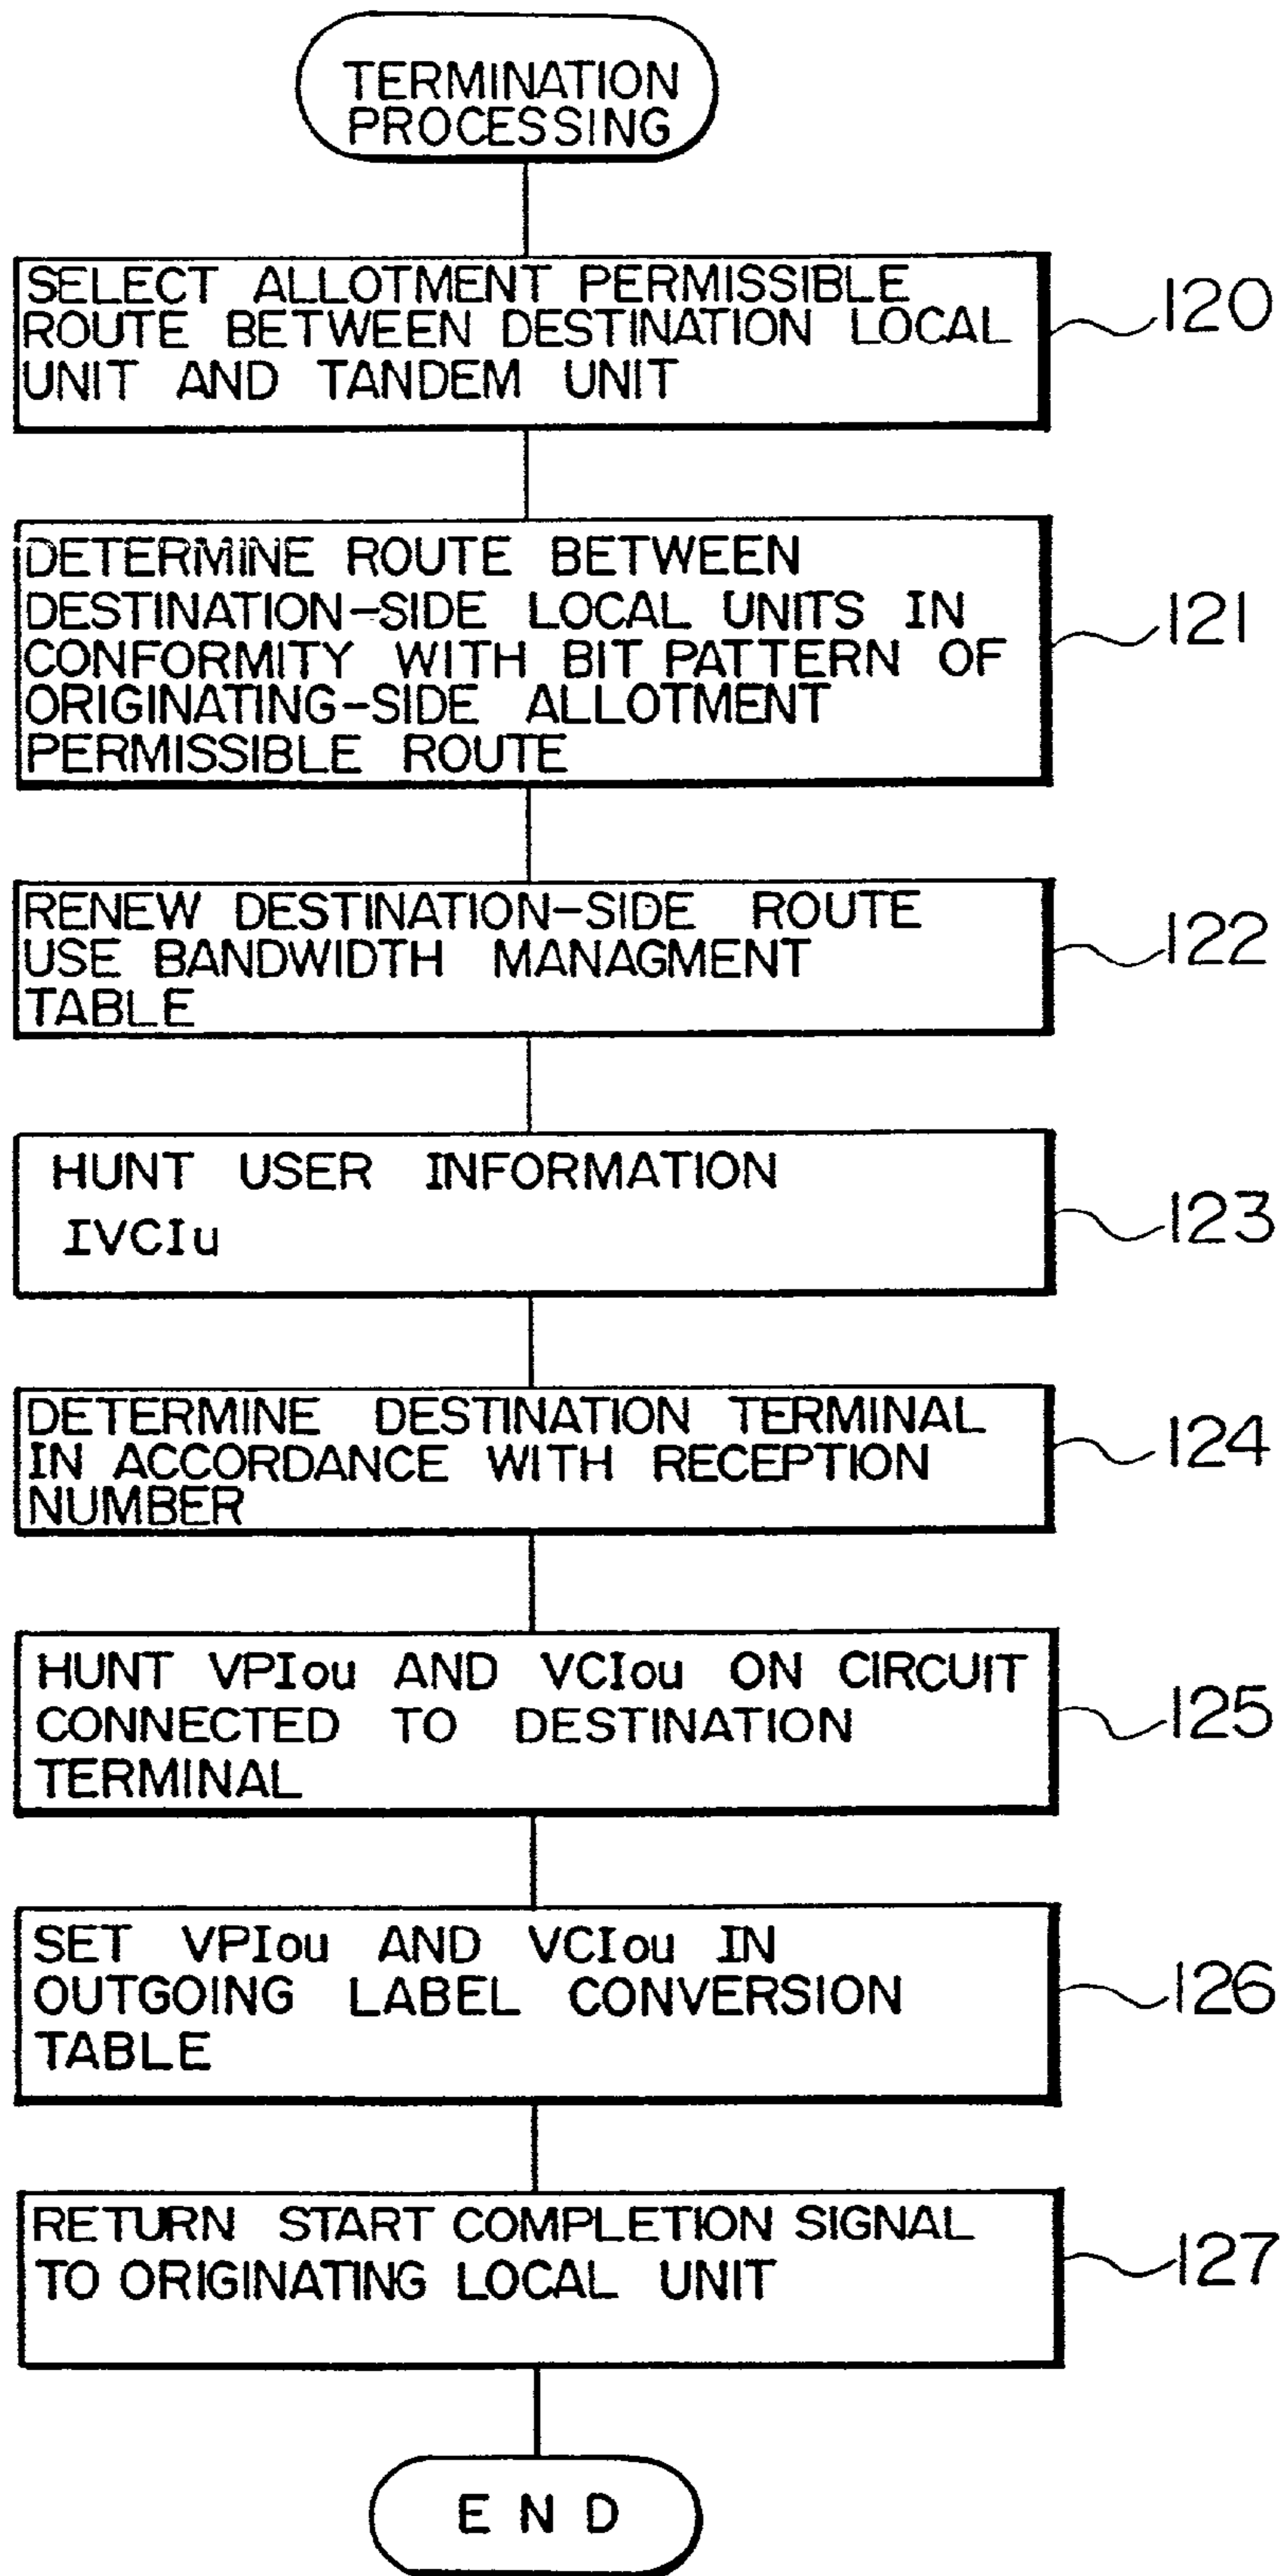 TERMINATION
PROCESSING
SELECT ALLOTMENT PERMISSIBLE
ROUTE BETWEEN DESTINATION LOCAL
UNIT AND TANDEM UNIT
120
DETERMINE ROUTE BETWEEN
DESTINATION-SIDE LOCAL UNITS IN
CONFORMITY WITH BIT PATTERN OF
ORIGINATING-SIDE ALLOTMENT
PERMISSIBLE ROUTE
121
RENEW DESTINATION-SIDE ROUTE
USE BANDWIDTH MANAGMENT
TABLE
122
HUNT USER INFORMATION
IVCIu
123
DETERMINE DESTINATION TERMINAL
IN ACCORDANCE WITH RECEPTION
NUMBER
124
HUNT VPIou AND VCIou ON CIRCUIT
CONNECTED TO DESTINATION
TERMINAL
125
SET VPIou AND VCIou IN
OUTGOING LABEL CONVERSION
TABLE
126
RETURN START COMPLETION SIGNAL
TO ORIGINATING LOCAL UNIT
127
END